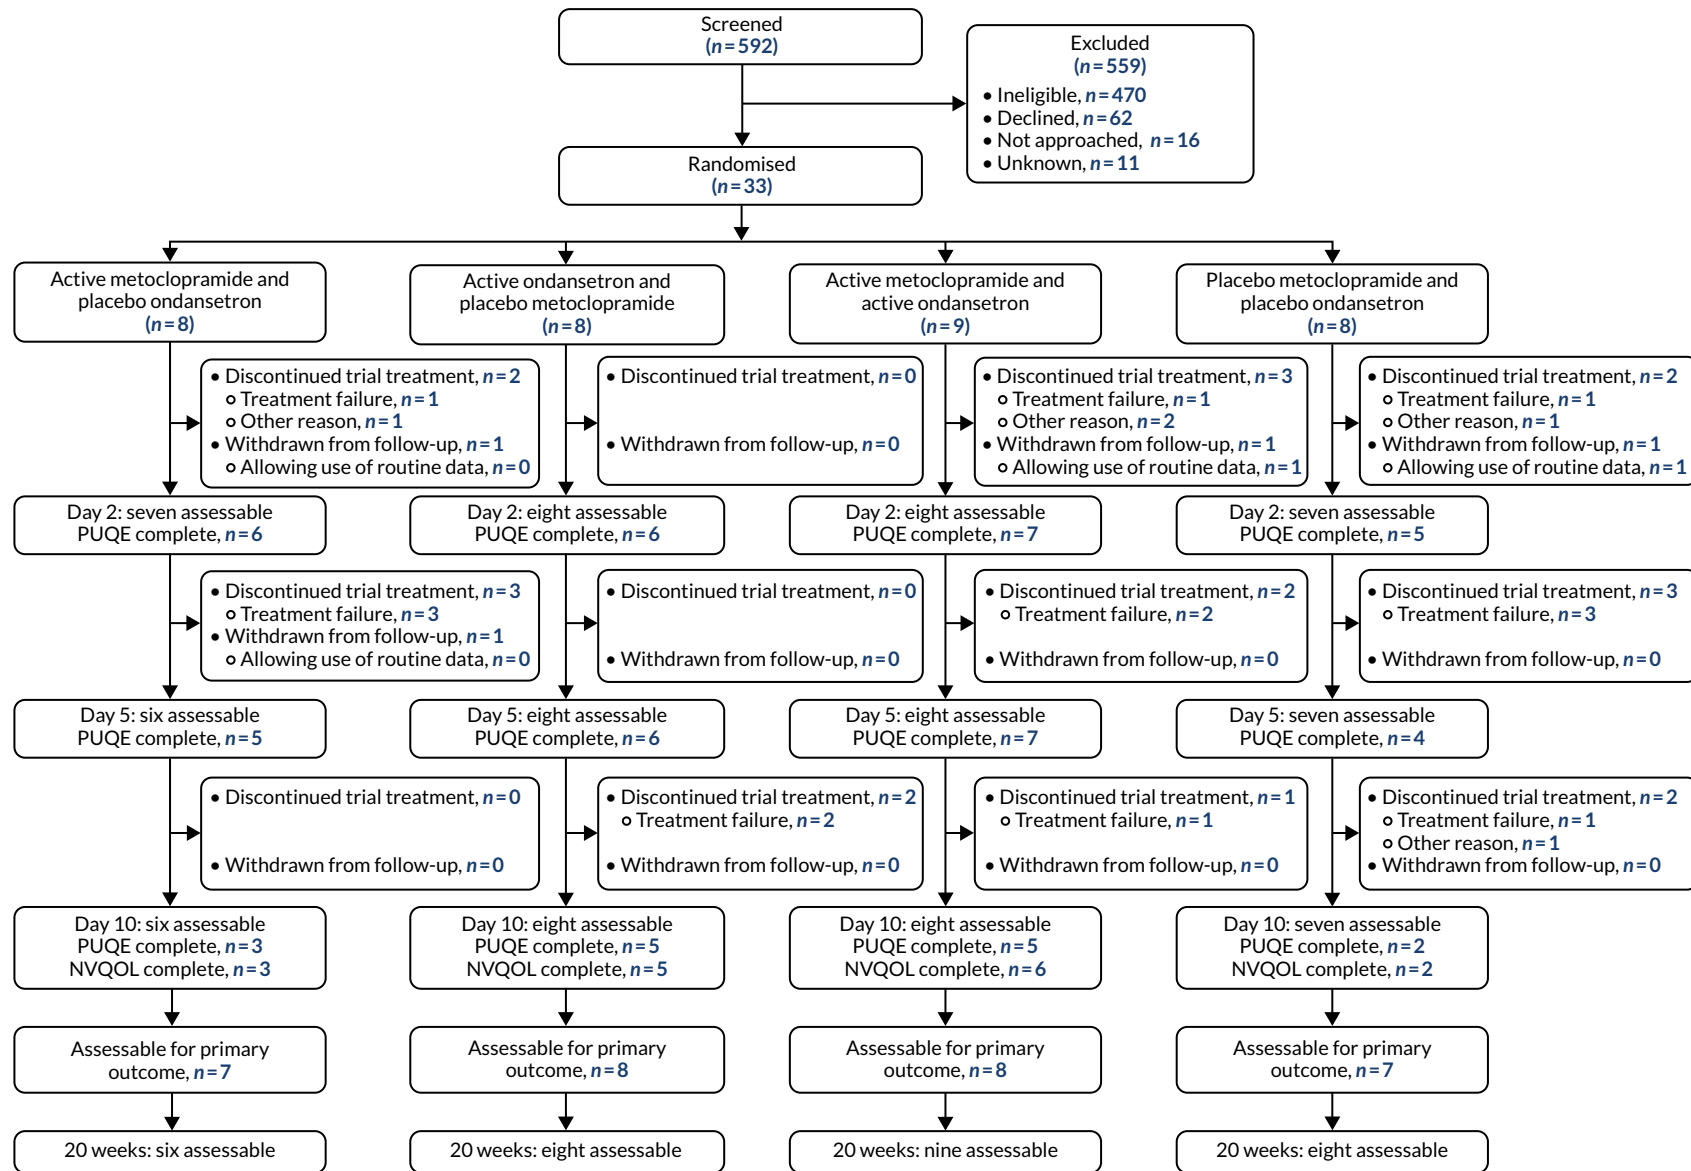 Screened
(n=592)
Excluded
(n=559)
• Ineligible, n=470
• Declined, n=62
• Not approached, n=16
• Unknown, n=11
Randomised
(n=33)
Active metoclopramide and
placebo ondansetron
(n=8)
Active ondansetron and
placebo metoclopramide
(n=8)
Active metoclopramide and
active ondansetron
(n=9)
Placebo metoclopramide and
placebo ondansetron
(n=8)
• Discontinued trial treatment, n=2
Treatment failure, n=1
Other reason, n=1
• Withdrawn from follow-up, n=1
Allowing use of routine data, n=0
• Discontinued trial treatment, n=0
• Withdrawn from follow-up, n=0
• Discontinued trial treatment, n=3
Treatment failure, n=1
Other reason, n=2
• Withdrawn from follow-up, n=1
Allowing use of routine data, n=1
• Discontinued trial treatment, n=2
Treatment failure, n=1
Other reason, n=1
• Withdrawn from follow-up, n=1
Allowing use of routine data, n=1
Day 2: seven assessable
PUQE complete, n=6
Day 2: eight assessable
PUQE complete, n=6
Day 2: eight assessable
PUQE complete, n=7
Day 2: seven assessable
PUQE complete, n=5
• Discontinued trial treatment, n=3
Treatment failure, n=3
• Withdrawn from follow-up, n=1
Allowing use of routine data, n=0
• Discontinued trial treatment, n=0
• Withdrawn from follow-up, n=0
• Discontinued trial treatment, n=2
Treatment failure, n=2
• Withdrawn from follow-up, n=0
• Discontinued trial treatment, n=3
Treatment failure, n=3
• Withdrawn from follow-up, n=0
Day 5: six assessable
PUQE complete, n=5
Day 5: eight assessable
PUQE complete, n=6
Day 5: eight assessable
PUQE complete, n=7
Day 5: seven assessable
PUQE complete, n=4
• Discontinued trial treatment, n=0
• Withdrawn from follow-up, n=0
• Discontinued trial treatment, n=2
Treatment failure, n=2
• Withdrawn from follow-up, n=0
• Discontinued trial treatment, n=1
Treatment failure, n=1
• Withdrawn from follow-up, n=0
• Discontinued trial treatment, n=2
Treatment failure, n=1
Other reason, n=1
• Withdrawn from follow-up, n=0
Day 10: six assessable
PUQE complete, n=3
NVQOL complete, n=3
Day 10: eight assessable
PUQE complete, n=5
NVQOL complete, n=5
Day 10: eight assessable
PUQE complete, n=5
NVQOL complete, n=6
Day 10: seven assessable
PUQE complete, n=2
NVQOL complete, n=2
Assessable for primary
outcome, n=7
Assessable for primary
outcome, n=8
Assessable for primary
outcome, n=8
Assessable for primary
outcome, n=7
20 weeks: six assessable
20 weeks: eight assessable
20 weeks: nine assessable
20 weeks: eight assessable